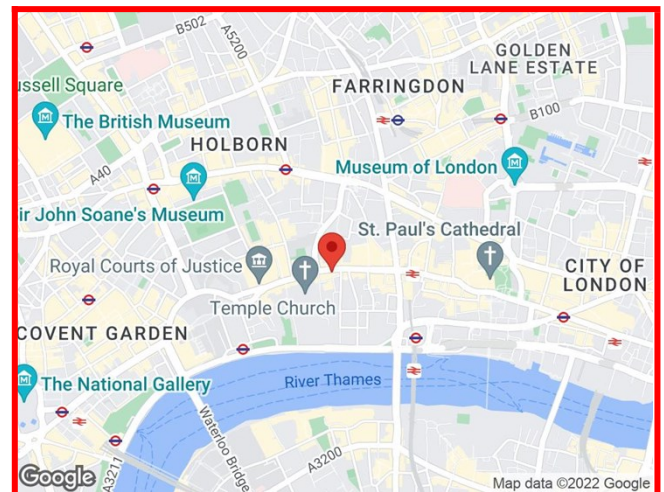 B502
A5200
GOLDEN
LANE ESTATE
ussell Square
FARRINGDON
B100
The British Museum
HOLBORN
A40
Museum of London
ir John Soane's Museum
St. Paul's Cathedral
Royal Courts of Justice
CITY OF
LONDON
Temple Church
COVENT GARDEN
The National Gallery
River Thames
Waterloo Bridge
A3211
A3200
Google
Map data ©2022 Google